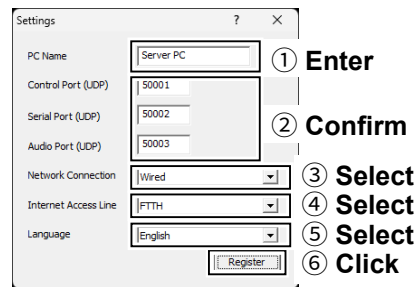 Settings ? ×
PC Name Server PC ① Enter
Control Port (UDP) 50001
Serial Port (UDP) 50002
② Confirm
Audio Port (UDP) 50003
Network Connection Wired ③ Select
Internet Access Line FTTH ④ Select
Language English ⑤ Select
Register ⑥ Click